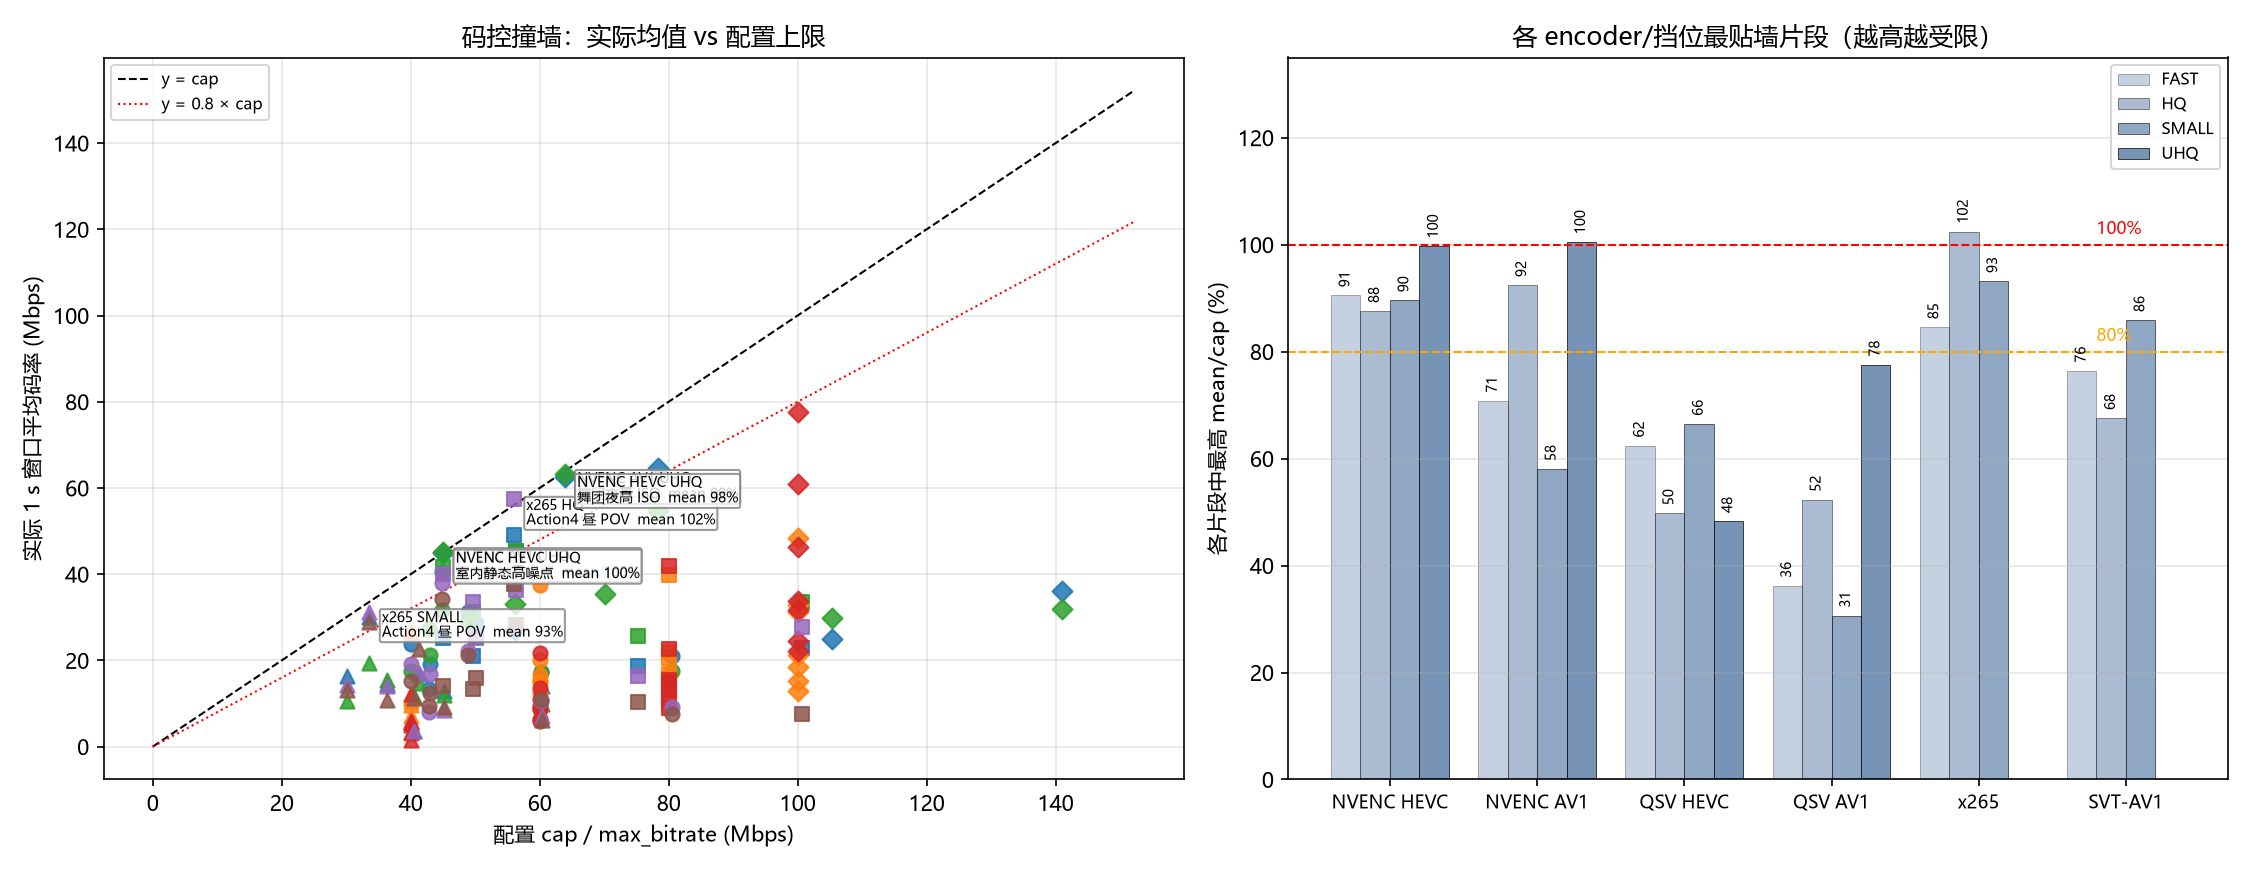 码控撞墙：实际均值 vs 配置上限
y = cap
y = 0.8 × cap
实际 1 s 窗口平均码率 (Mbps)
140
120
100
80
60
40
20
0
NVENC HEVC UHQ
舞团夜高 ISO  mean 98%
x265 HQ
Action4 昼 POV  mean 102%
NVENC HEVC UHQ
室内静态高噪点  mean 100%
x265 SMALL
Action4 昼 POV  mean 93%
0 20 40 60 80 100 120 140
配置 cap / max_bitrate (Mbps)
各 encoder/挡位最贴墙片段（越高越受限）
FAST
HQ
SMALL
UHQ
各片段中最高 mean/cap (%)
120
100
80
60
40
20
0
100%
80%
91 88 90 100
71 92 58 100
62 50 66 48
36 52 31 78
85 102 93
76 68 86
NVENC HEVC NVENC AV1 QSV HEVC QSV AV1 x265 SVT-AV1